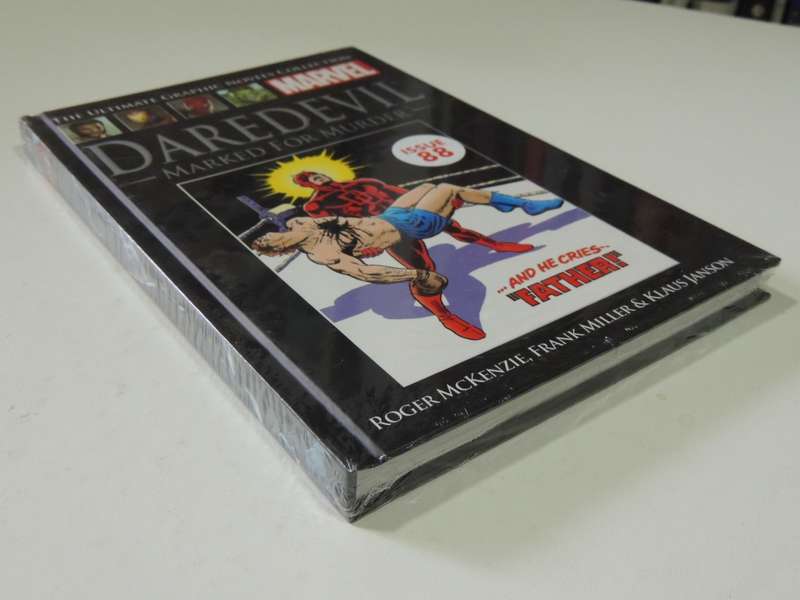 THE ULTIMATE GRAPHIC NOVELS COLLECTION
MARVEL
DAREDEVIL
MARKED FOR MURDER
ISSUE
88
...AND HE CRIES--
"FATHER!"
ROGER MCKENZIE, FRANK MILLER & KLAUS JANSON